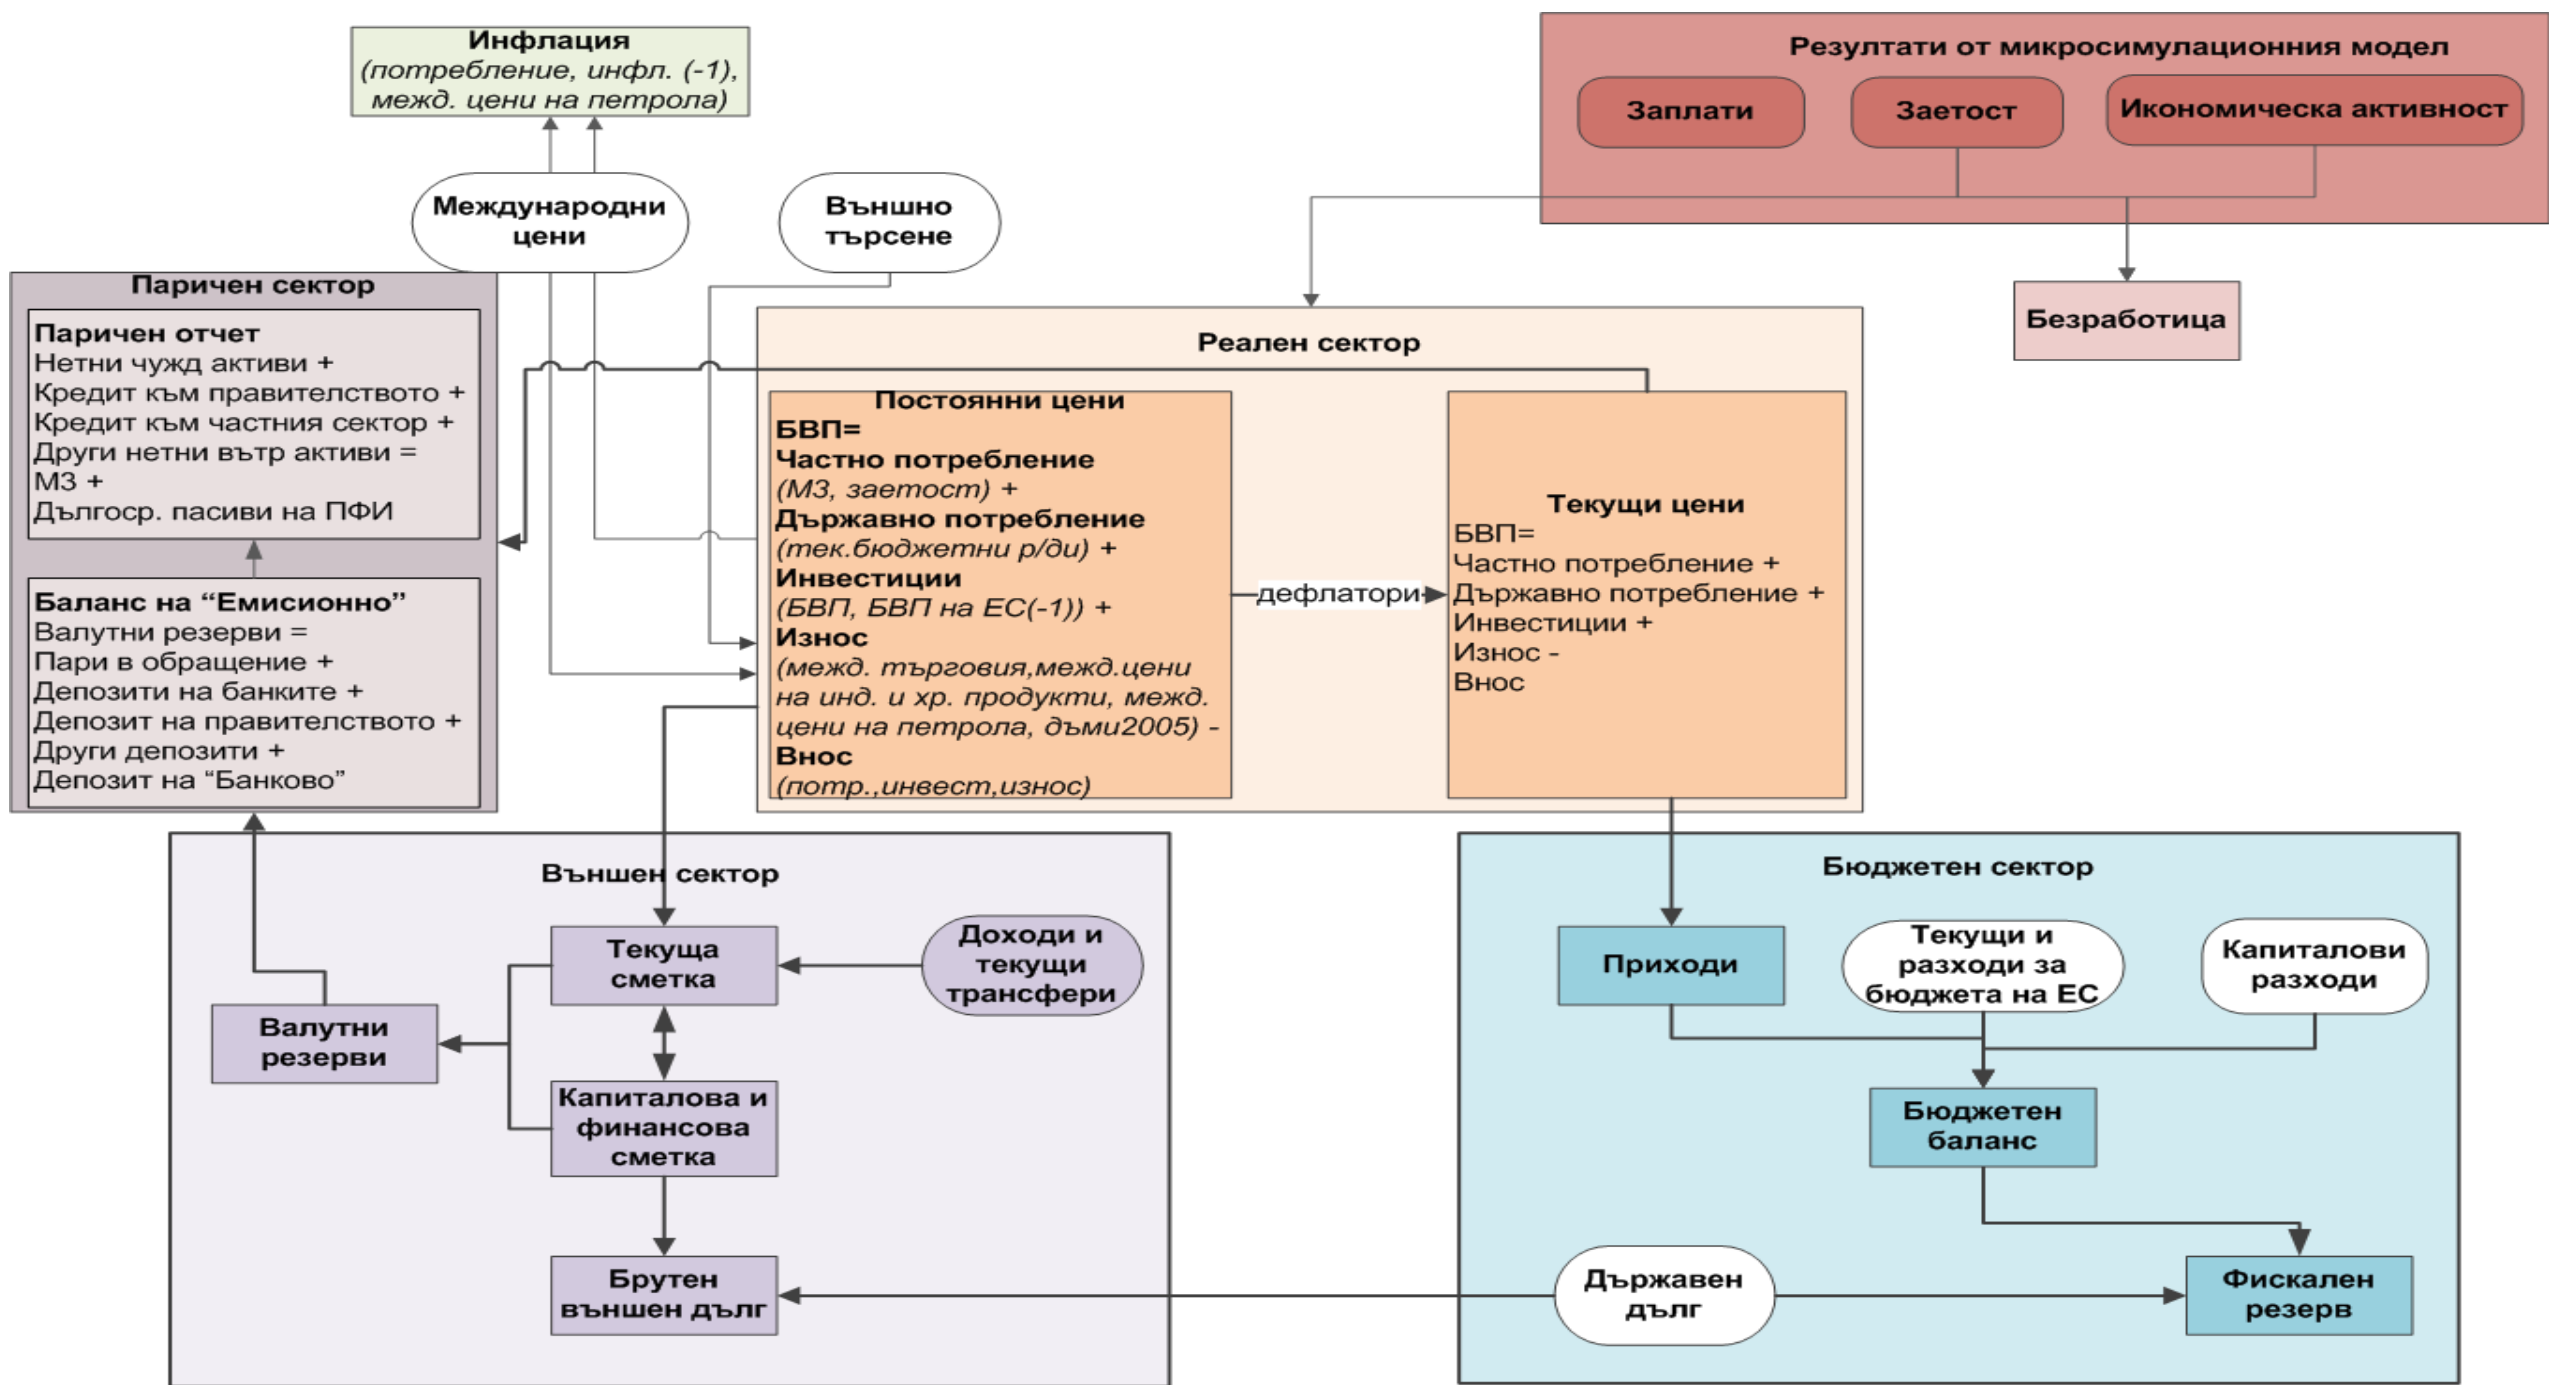 Инфлация
(потребление, инфл. (-1),
межд. цени на петрола)
Резултати от микросимулационния модел
Заплати
Заетост
Икономическа активност
Международни
цени
Външно
търсене
Безработица
Паричен сектор
Паричен отчет
Нетни чужд активи +
Кредит към правителството +
Кредит към частния сектор +
Други нетни вътр активи =
М3 +
Дългоср. пасиви на ПФИ
Баланс на “Емисионно”
Валутни резерви =
Пари в обращение +
Депозити на банките +
Депозит на правителството +
Други депозити +
Депозит на “Банково”
Реален сектор
Постоянни цени
БВП=
Частно потребление
(М3, заетост) +
Държавно потребление
(тек.бюджетни р/ди) +
Инвестиции
(БВП, БВП на ЕС(-1)) +
Износ
(межд. търговия,межд.цени
на инд. и хр. продукти, межд.
цени на петрола, дъми2005) -
Внос
(потр.,инвест,износ)
дефлатори
Текущи цени
БВП=
Частно потребление +
Държавно потребление +
Инвестиции +
Износ -
Внос
Външен сектор
Текуща
сметка
Доходи и
текущи
трансфери
Валутни
резерви
Капиталова и
финансова
сметка
Брутен
външен дълг
Бюджетен сектор
Приходи
Текущи и
разходи за
бюджета на ЕС
Капиталови
разходи
Бюджетен
баланс
Държавен
дълг
Фискален
резерв